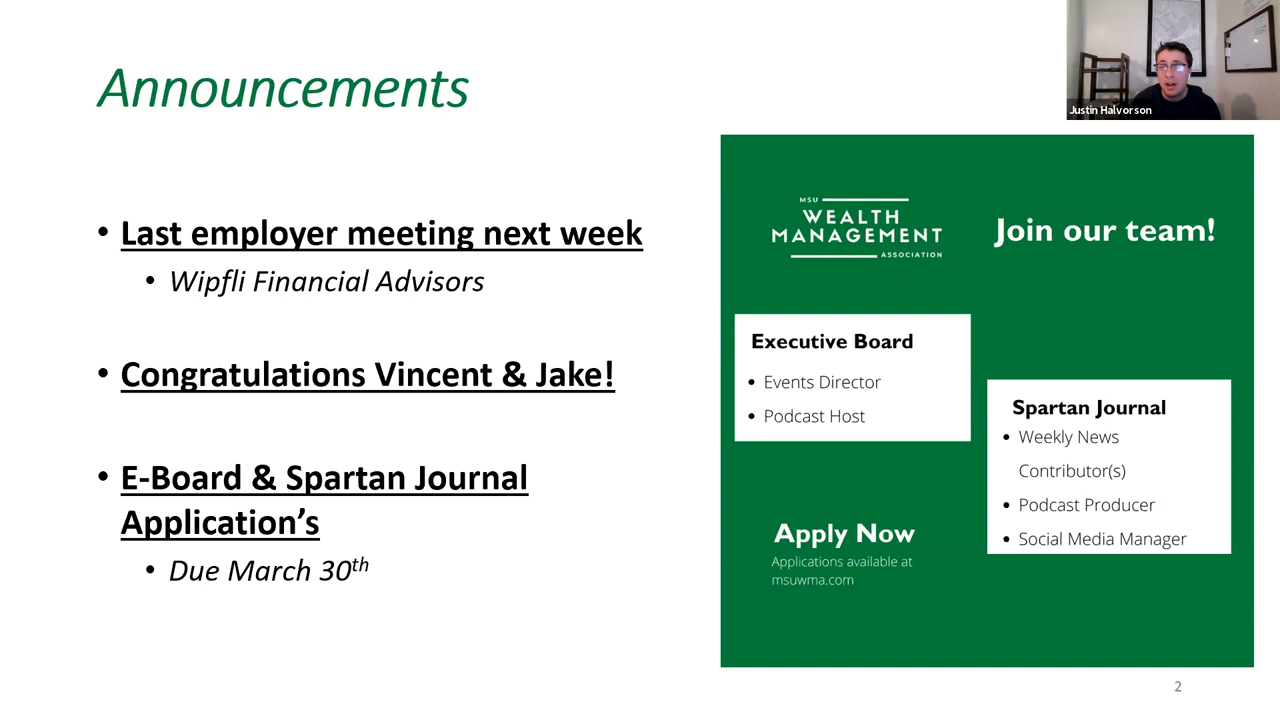 Announcements
Justin Halvorson
• Last employer meeting next week
• Wipfli Financial Advisors
• Congratulations Vincent & Jake!
• E-Board & Spartan Journal
Application’s
• Due March 30th
MSU
WEALTH
MANAGEMENT
ASSOCIATION
Join our team!
Executive Board
• Events Director
• Podcast Host
Spartan Journal
• Weekly News
Contributor(s)
• Podcast Producer
• Social Media Manager
Apply Now
Applications available at
msuwma.com
2